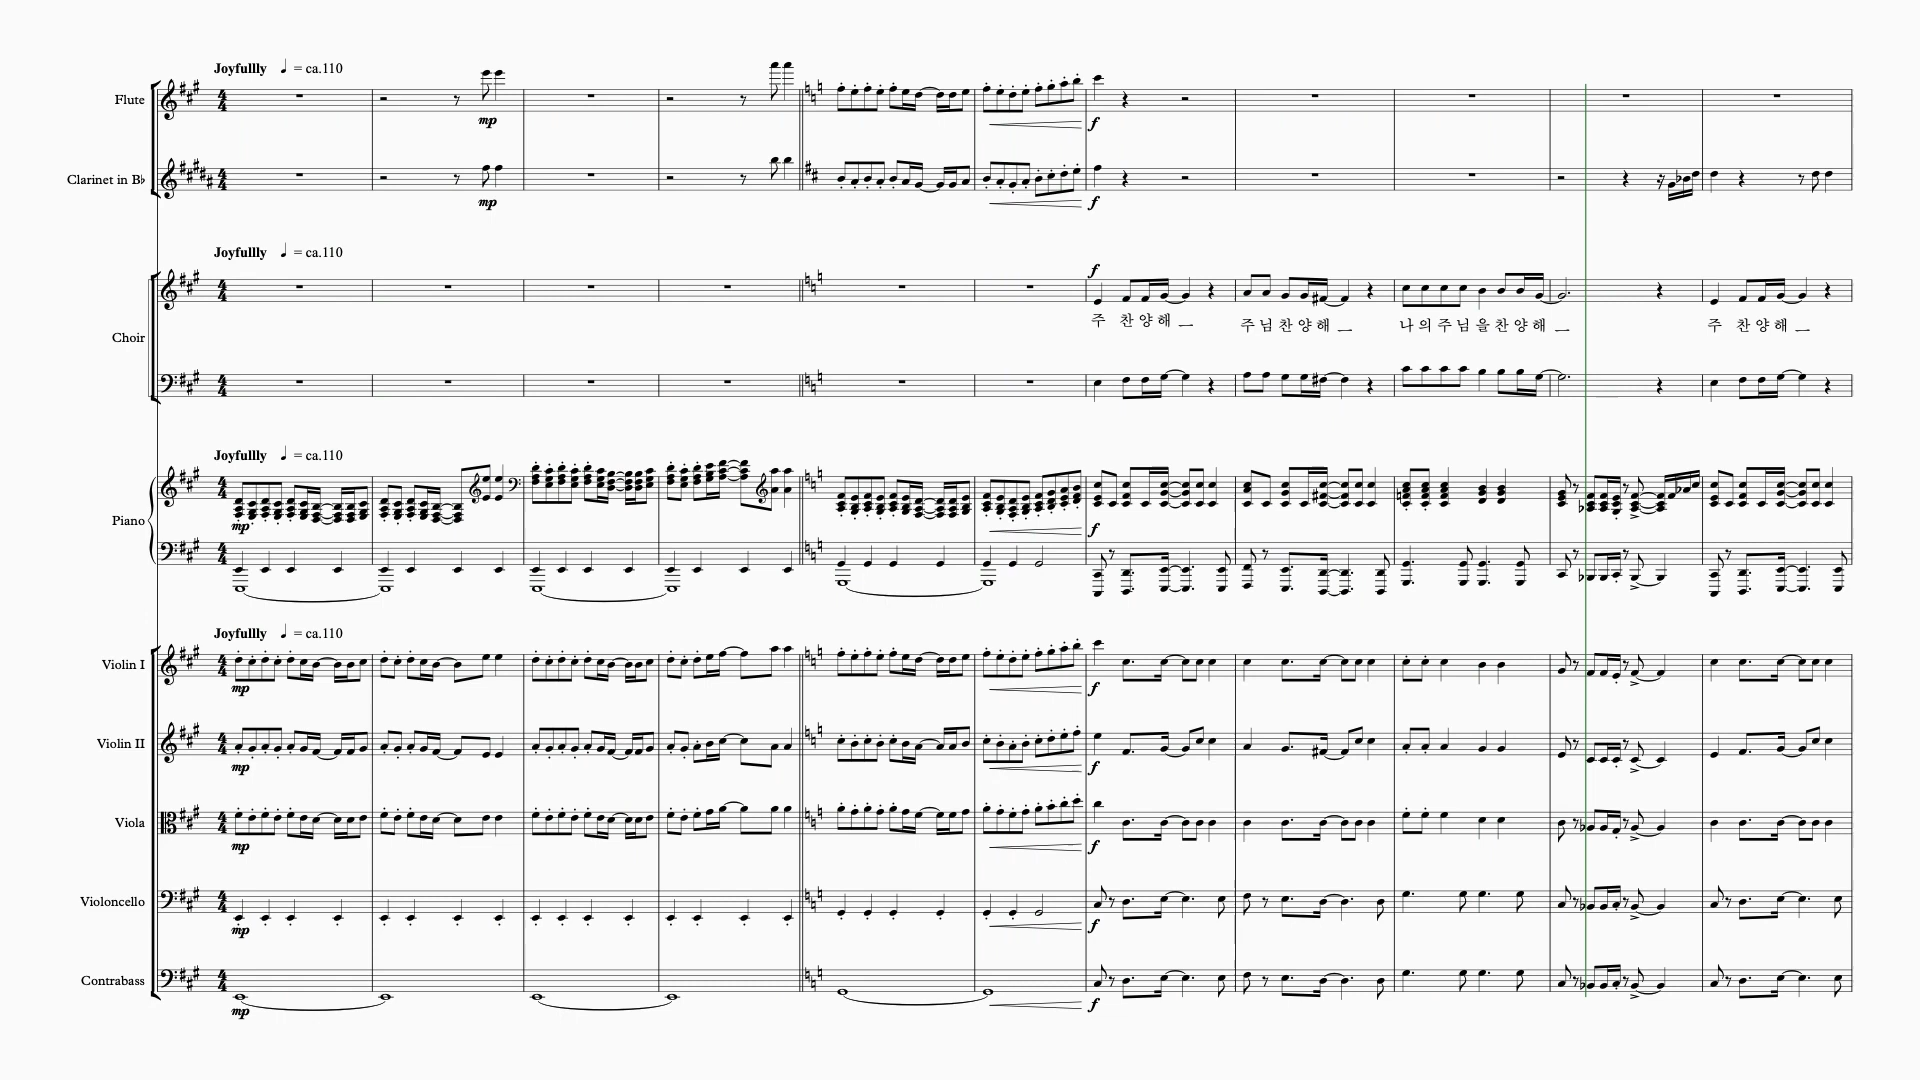 Joyfullly ♩ = ca.110
Flute
mp
f
Clarinet in B♭
mp
f
Joyfullly ♩ = ca.110
f
주 찬 양 해 주 님 찬 양 해 나 의 주 님 을 찬 양 해 주 찬 양 해
Choir
Joyfullly ♩ = ca.110
mp
f
Piano
Joyfullly ♩ = ca.110
Violin I
mp
f
Violin II
mp
f
Viola
mp
f
Violoncello
mp
f
Contrabass
mp
f